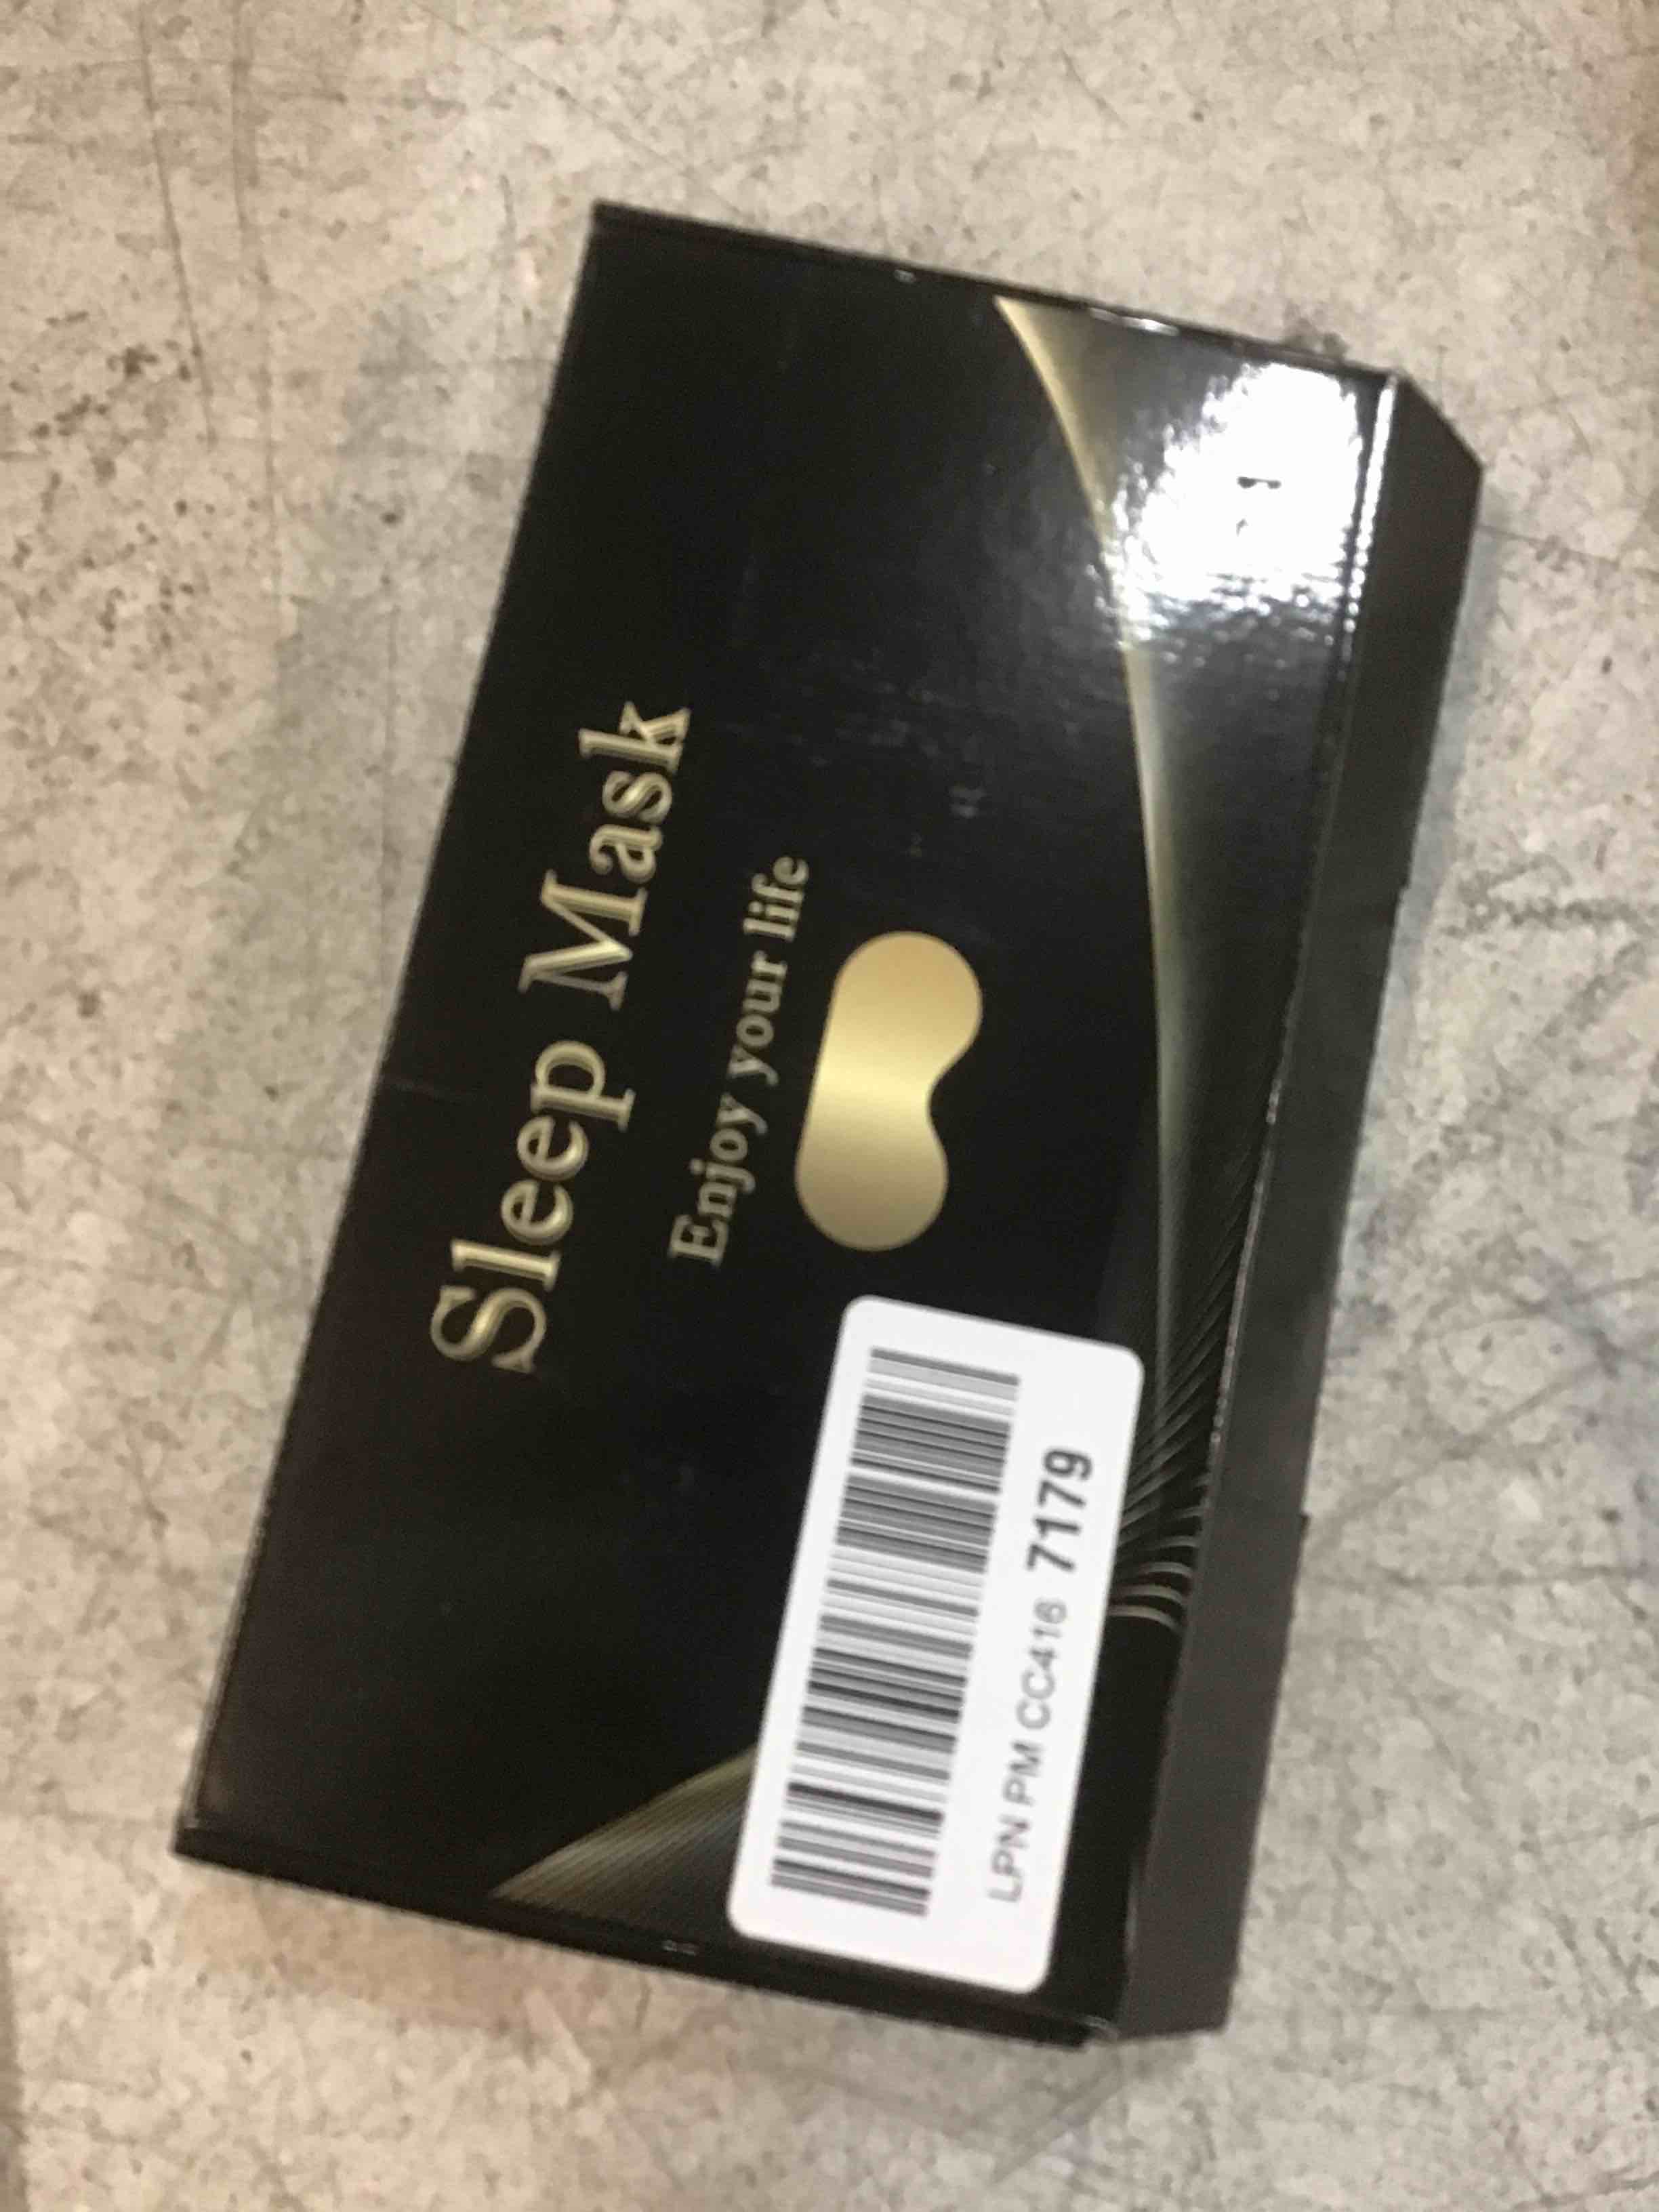 Sleep Mask
Enjoy your life
LPN PM CC416 7179